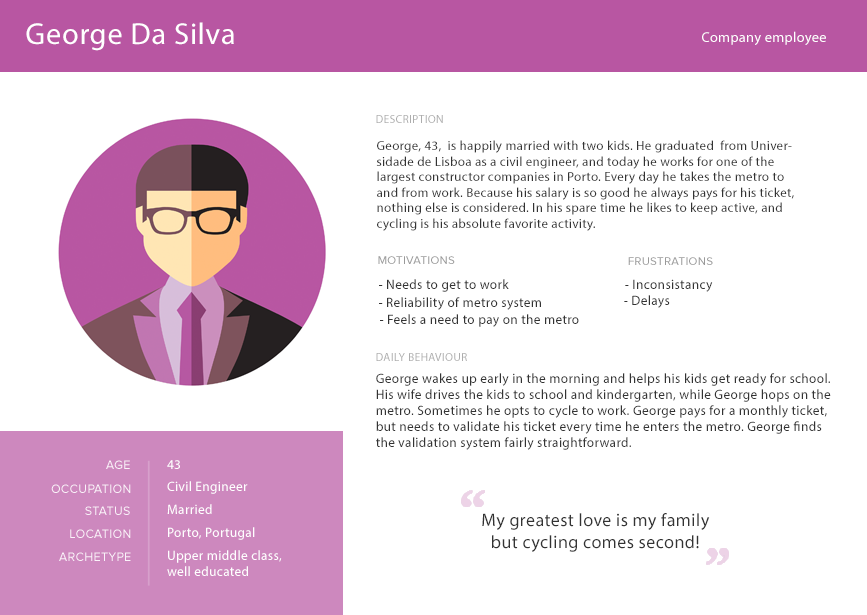 George Da Silva
Company employee
DESCRIPTION
George, 43, is happily married with two kids. He graduated from Univer-
sidade de Lisboa as a civil engineer, and today he works for one of the
largest constructor companies in Porto. Every day he takes the metro to
and from work. Because his salary is so good he always pays for his ticket,
nothing else is considered. In his spare time he likes to keep active, and
cycling is his absolute favorite activity.
MOTIVATIONS
- Needs to get to work
- Reliability of metro system
- Feels a need to pay on the metro
FRUSTRATIONS
- Inconsistancy
- Delays
DAILY BEHAVIOUR
George wakes up early in the morning and helps his kids get ready for school.
His wife drives the kids to school and kindergarten, while George hops on the
metro. Sometimes he opts to cycle to work. George pays for a monthly ticket,
but needs to validate his ticket every time he enters the metro. George finds
the validation system fairly straightforward.
AGE 43
OCCUPATION Civil Engineer
STATUS Married
LOCATION Porto, Portugal
ARCHETYPE Upper middle class,
well educated
“My greatest love is my family
but cycling comes second!”